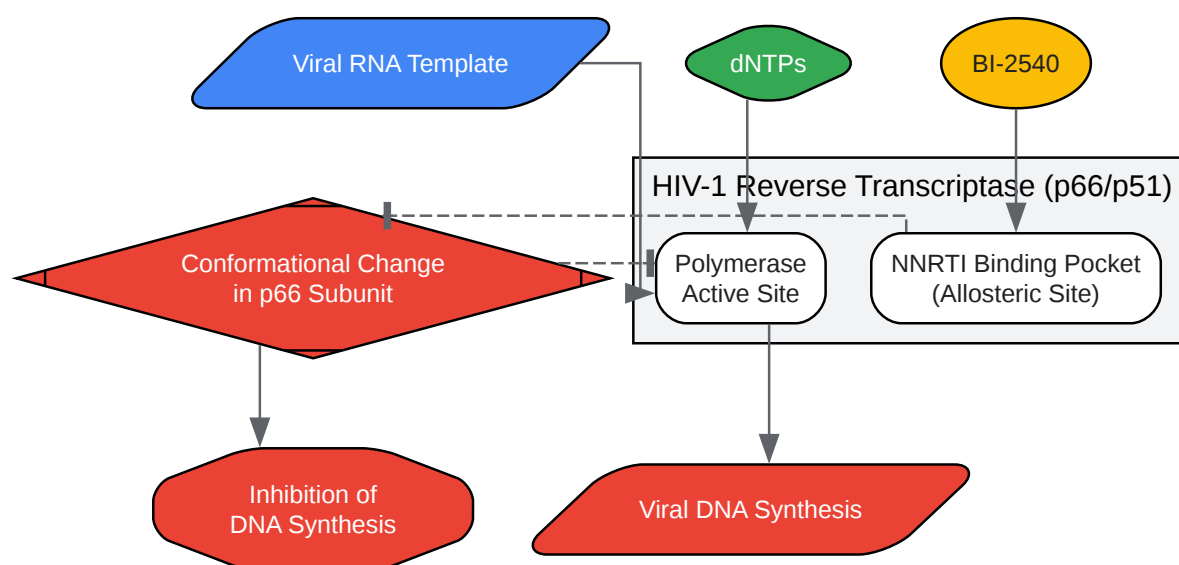 Viral RNA Template
dNTPs
BI-2540
HIV-1 Reverse Transcriptase (p66/p51)
Conformational Change
in p66 Subunit
Polymerase
Active Site
NNRTI Binding Pocket
(Allosteric Site)
Inhibition of
DNA Synthesis
Viral DNA Synthesis